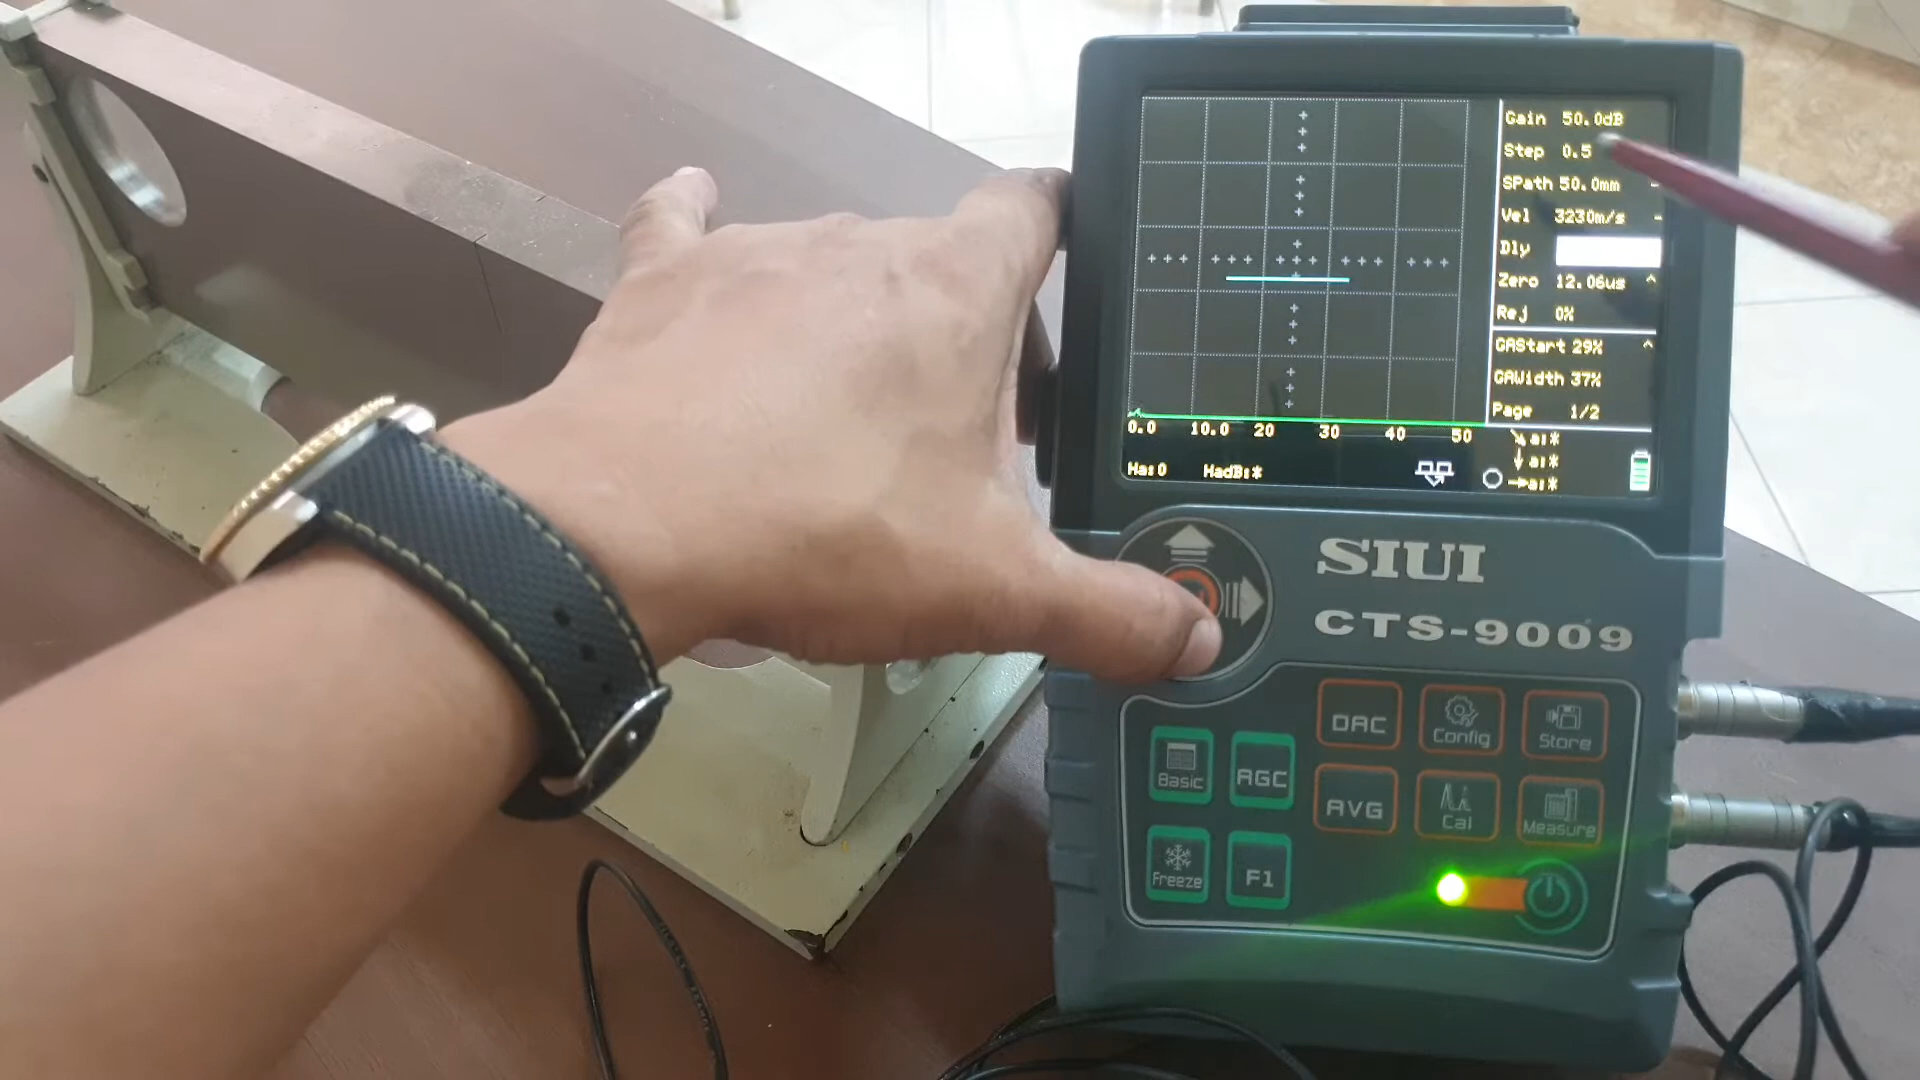 Gain 50.0dB
Step 0.5
SPath 50.0mm
Vel 3230m/s
Dly
Zero 12.06us ^
Rej 0%
GAStart 29% ^
GAWidth 37%
Page 1/2
0.0 10.0 20 30 40 50
Ha:0 HadB:*
a:*
a:*
a:*
SIUI
CTS-9009
DAC
Config
Store
Basic
AGC
AVG
Cal
Measure
Freeze
F1